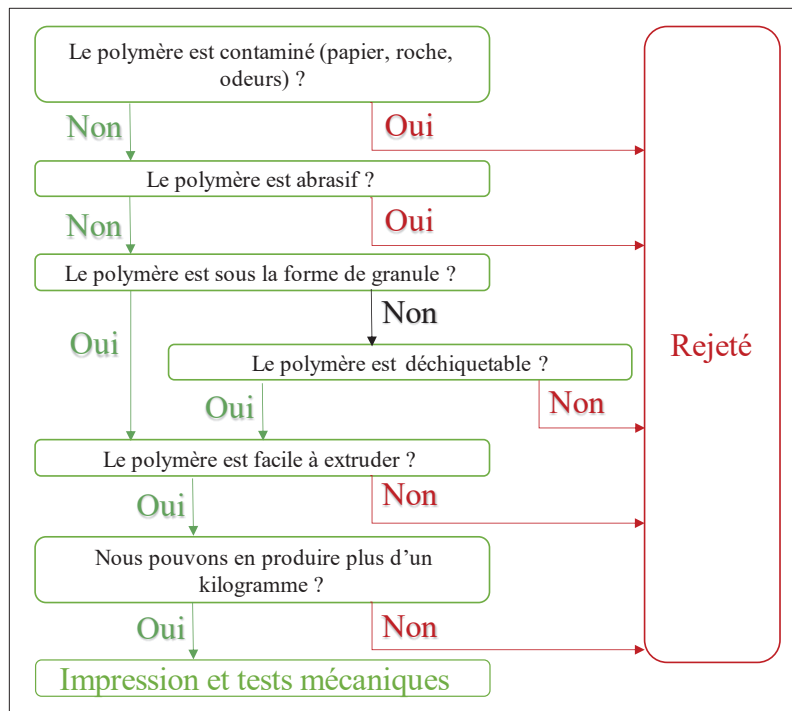 Le polymère est contaminé (papier, roche,
odeurs) ?
Non
Oui
Le polymère est abrasif ?
Non
Oui
Le polymère est sous la forme de granule ?
Non
Oui
Rejeté
Le polymère est déchiquetable ?
Oui
Non
Le polymère est facile à extruder ?
Oui
Non
Nous pouvons en produire plus d’un
kilogramme ?
Oui
Non
Impression et tests mécaniques